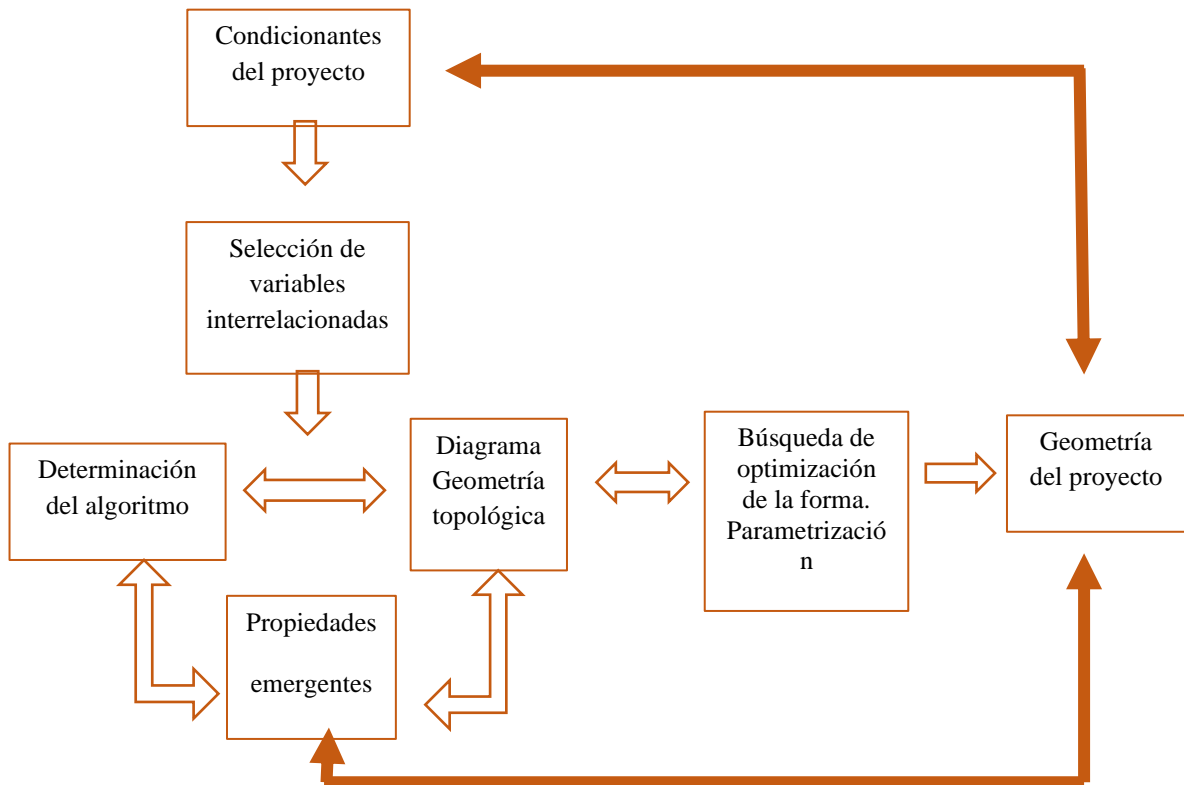 Condicionantes
del proyecto
Selección de
variables
interrelacionadas
Determinación
del algoritmo
Diagrama
Geometría
topológica
Búsqueda de
optimización
de la forma.
Parametrizació
n
Geometría
del proyecto
Propiedades
emergentes